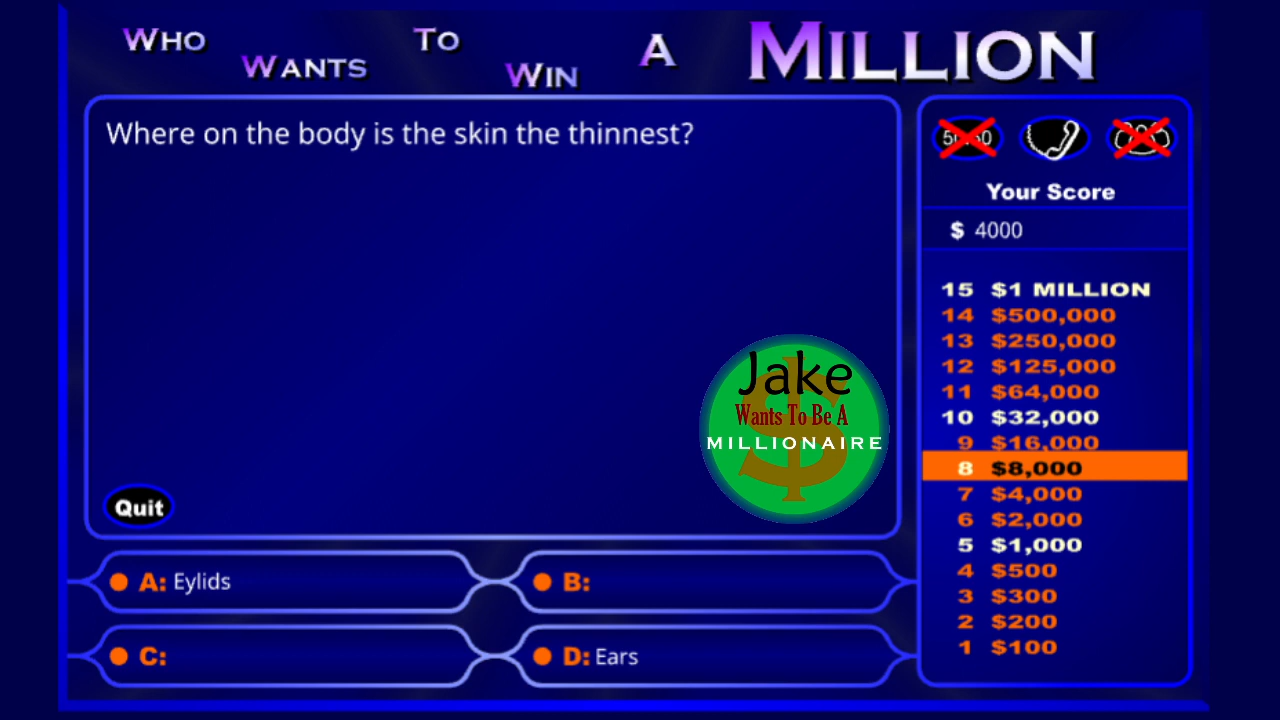 Who Wants To Win A Million
Where on the body is the skin the thinnest?
Jake
Wants To Be A
MILLIONAIRE
Quit
A: Eylids
B:
C:
D: Ears
50:50
Your Score
$ 4000
15 $1 MILLION
14 $500,000
13 $250,000
12 $125,000
11 $64,000
10 $32,000
9 $16,000
8 $8,000
7 $4,000
6 $2,000
5 $1,000
4 $500
3 $300
2 $200
1 $100